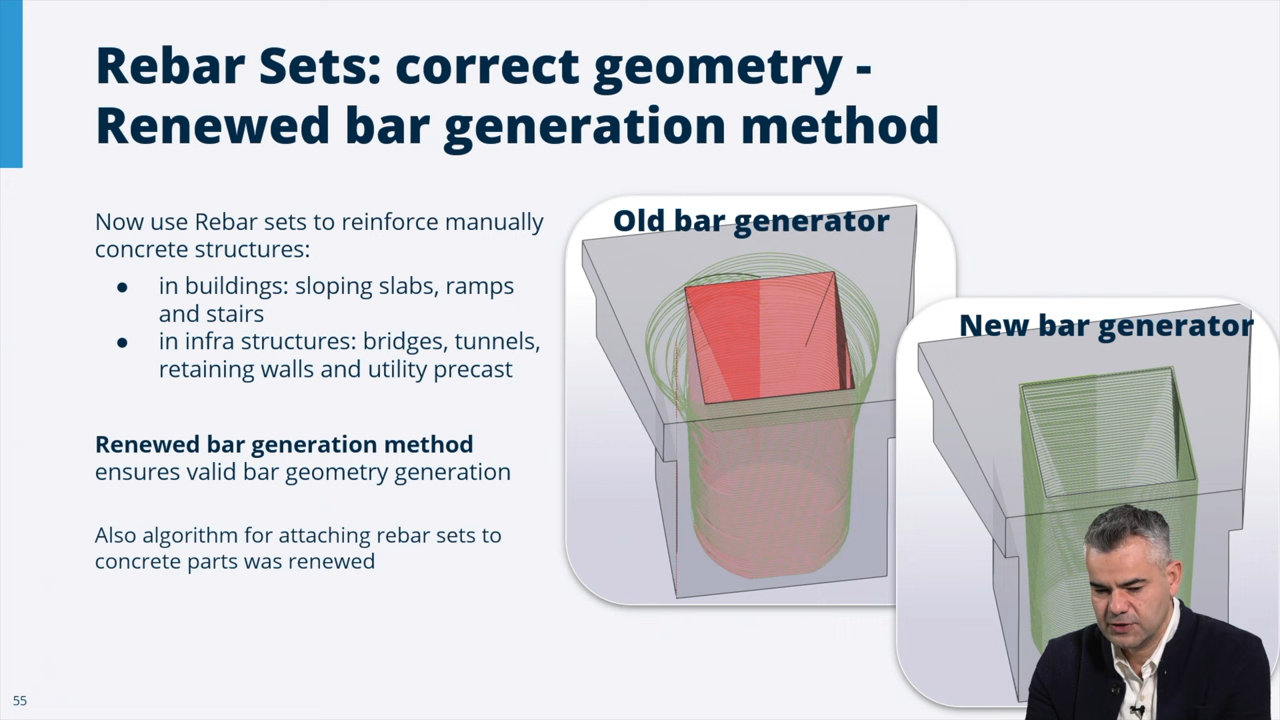 Rebar Sets: correct geometry -
Renewed bar generation method
Now use Rebar sets to reinforce manually
concrete structures:
● in buildings: sloping slabs, ramps
and stairs
● in infra structures: bridges, tunnels,
retaining walls and utility precast
Renewed bar generation method
ensures valid bar geometry generation
Also algorithm for attaching rebar sets to
concrete parts was renewed
Old bar generator
New bar generator
55